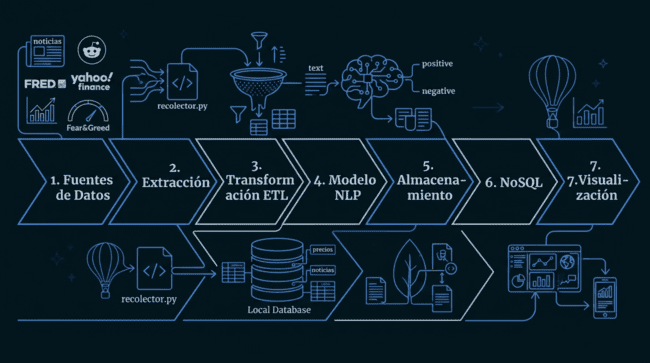 noticias
FRED
yahoo!
finance
Fear&Greed
recolector.py
text
positive
negative
1. Fuentes
de Datos
2.
Extracción
3.
Transform-
ación ETL
4. Modelo
NLP
5.
Almacena-
miento
6. NoSQL
7.
7.Visuali-
zación
recolector.py
precios
noticias
Local Database